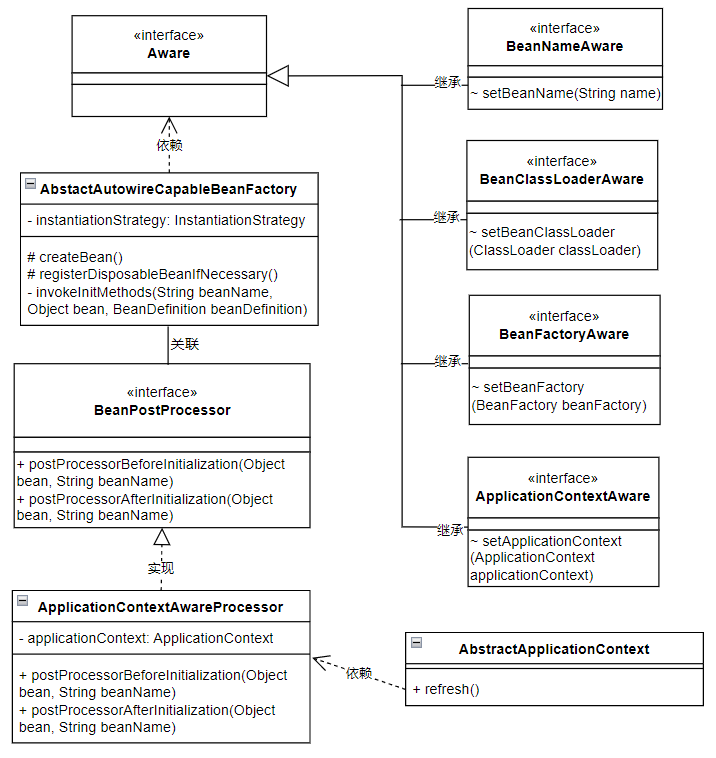 «interface»
Aware
依赖
AbstactAutowireCapableBeanFactory
- instantiationStrategy: InstantiationStrategy
# createBean()
# registerDisposableBeanIfNecessary()
- invokeInitMethods(String beanName,
Object bean, BeanDefinition beanDefinition)
关联
«interface»
BeanPostProcessor
+ postProcessorBeforeInitialization(Object
bean, String beanName)
+ postProcessorAfterInitialization(Object
bean, String beanName)
实现
ApplicationContextAwareProcessor
- applicationContext: ApplicationContext
+ postProcessorBeforeInitialization(Object
bean, String beanName)
+ postProcessorAfterInitialization(Object
bean, String beanName)
«interface»
BeanNameAware
~ setBeanName(String name)
继承
«interface»
BeanClassLoaderAware
~ setBeanClassLoader
(ClassLoader classLoader)
继承
«interface»
BeanFactoryAware
~ setBeanFactory
(BeanFactory beanFactory)
继承
«interface»
ApplicationContextAware
~ setApplicationContext
(ApplicationContext
applicationContext)
继承
依赖
AbstractApplicationContext
+ refresh()